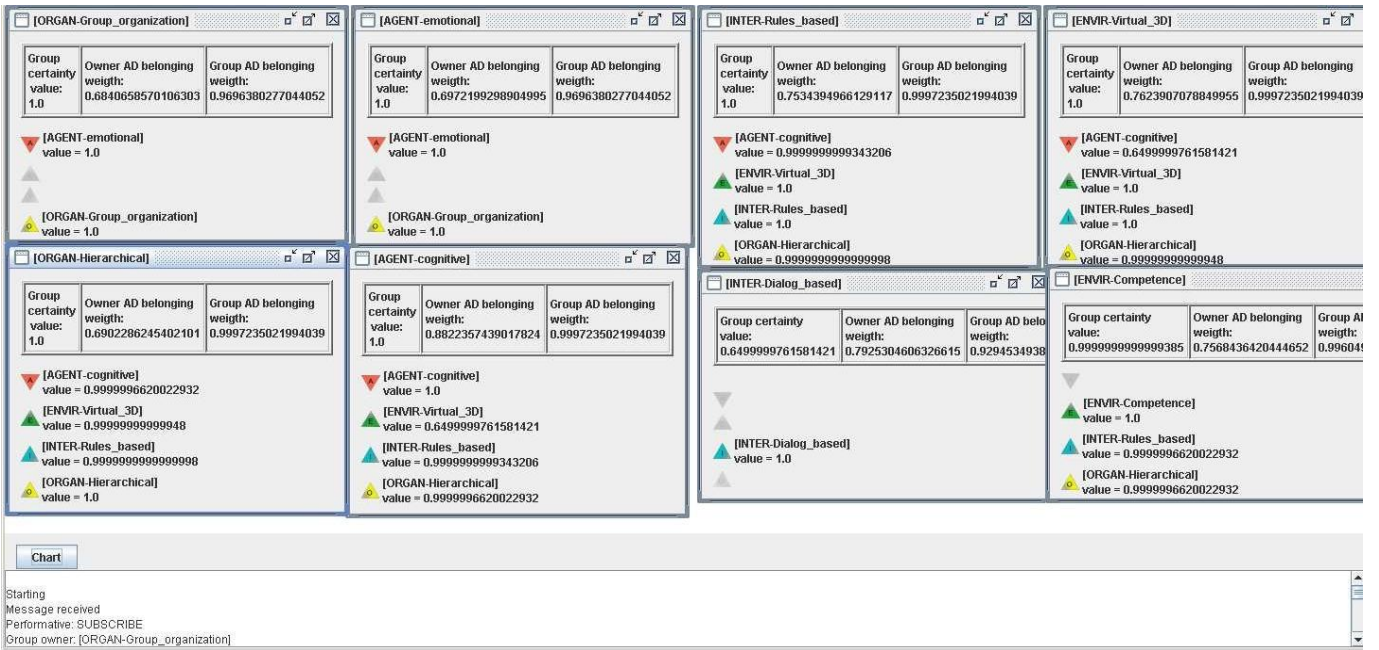 [ORGAN-Group_organization]
Group certainty value: 1.0
Owner AD belonging weigth: 0.6840658570106303
Group AD belonging weigth: 0.9696380277044052
[AGENT-emotional]
value = 1.0
[ORGAN-Group_organization]
value = 1.0
[AGENT-emotional]
Group certainty value: 1.0
Owner AD belonging weigth: 0.6972199298904995
Group AD belonging weigth: 0.9696380277044052
[AGENT-emotional]
value = 1.0
[ORGAN-Group_organization]
value = 1.0
[INTER-Rules_based]
Group certainty value: 1.0
Owner AD belonging weigth: 0.7534394966129117
Group AD belonging weigth: 0.9997235021994039
[AGENT-cognitive]
value = 0.9999999999343206
[ENVIR-Virtual_3D]
value = 1.0
[INTER-Rules_based]
value = 1.0
[ORGAN-Hierarchical]
value = 0.9999999999999998
[ENVIR-Virtual_3D]
Group certainty value: 1.0
Owner AD belonging weigth: 0.7623907078849955
Group AD belonging weigth: 0.9997235021994039
[AGENT-cognitive]
value = 0.6499999761581421
[ENVIR-Virtual_3D]
value = 1.0
[INTER-Rules_based]
value = 1.0
[ORGAN-Hierarchical]
value = 0.99999999999948
[ORGAN-Hierarchical]
Group certainty value: 1.0
Owner AD belonging weigth: 0.6902286245402101
Group AD belonging weigth: 0.9997235021994039
[AGENT-cognitive]
value = 0.9999996620022932
[ENVIR-Virtual_3D]
value = 0.99999999999948
[INTER-Rules_based]
value = 0.9999999999999998
[ORGAN-Hierarchical]
value = 1.0
[AGENT-cognitive]
Group certainty value: 1.0
Owner AD belonging weigth: 0.8822357439017824
Group AD belonging weigth: 0.9997235021994039
[AGENT-cognitive]
value = 1.0
[ENVIR-Virtual_3D]
value = 0.6499999761581421
[INTER-Rules_based]
value = 0.9999999999343206
[ORGAN-Hierarchical]
value = 0.9999996620022932
[INTER-Dialog_based]
Group certainty value: 0.6499999761581421
Owner AD belonging weigth: 0.7925304606326615
Group AD belo weigth: 0.9294534938
[INTER-Dialog_based]
value = 1.0
[ENVIR-Competence]
Group certainty value: 0.9999999999999385
Owner AD belonging weigth: 0.7568436420444652
Group AD weigth: 0.99604
[ENVIR-Competence]
value = 1.0
[INTER-Rules_based]
value = 0.9999996620022932
[ORGAN-Hierarchical]
value = 0.9999996620022932
Chart
Starting
Message received
Performative: SUBSCRIBE
Group owner: [ORGAN-Group_organization]